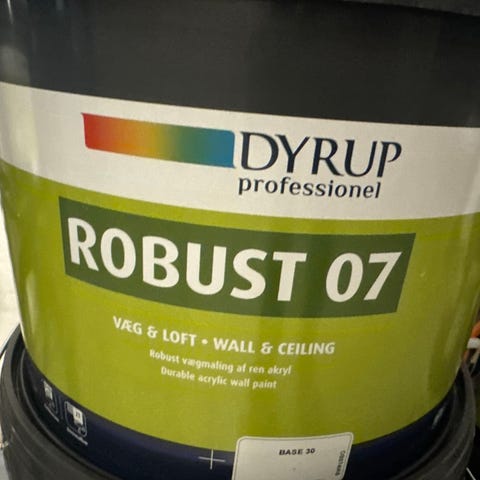 DYRUP
professionel
ROBUST 07
VÆG & LOFT • WALL & CEILING
Robust vægmaling af ren akryl
Durable acrylic wall paint
BASE 30